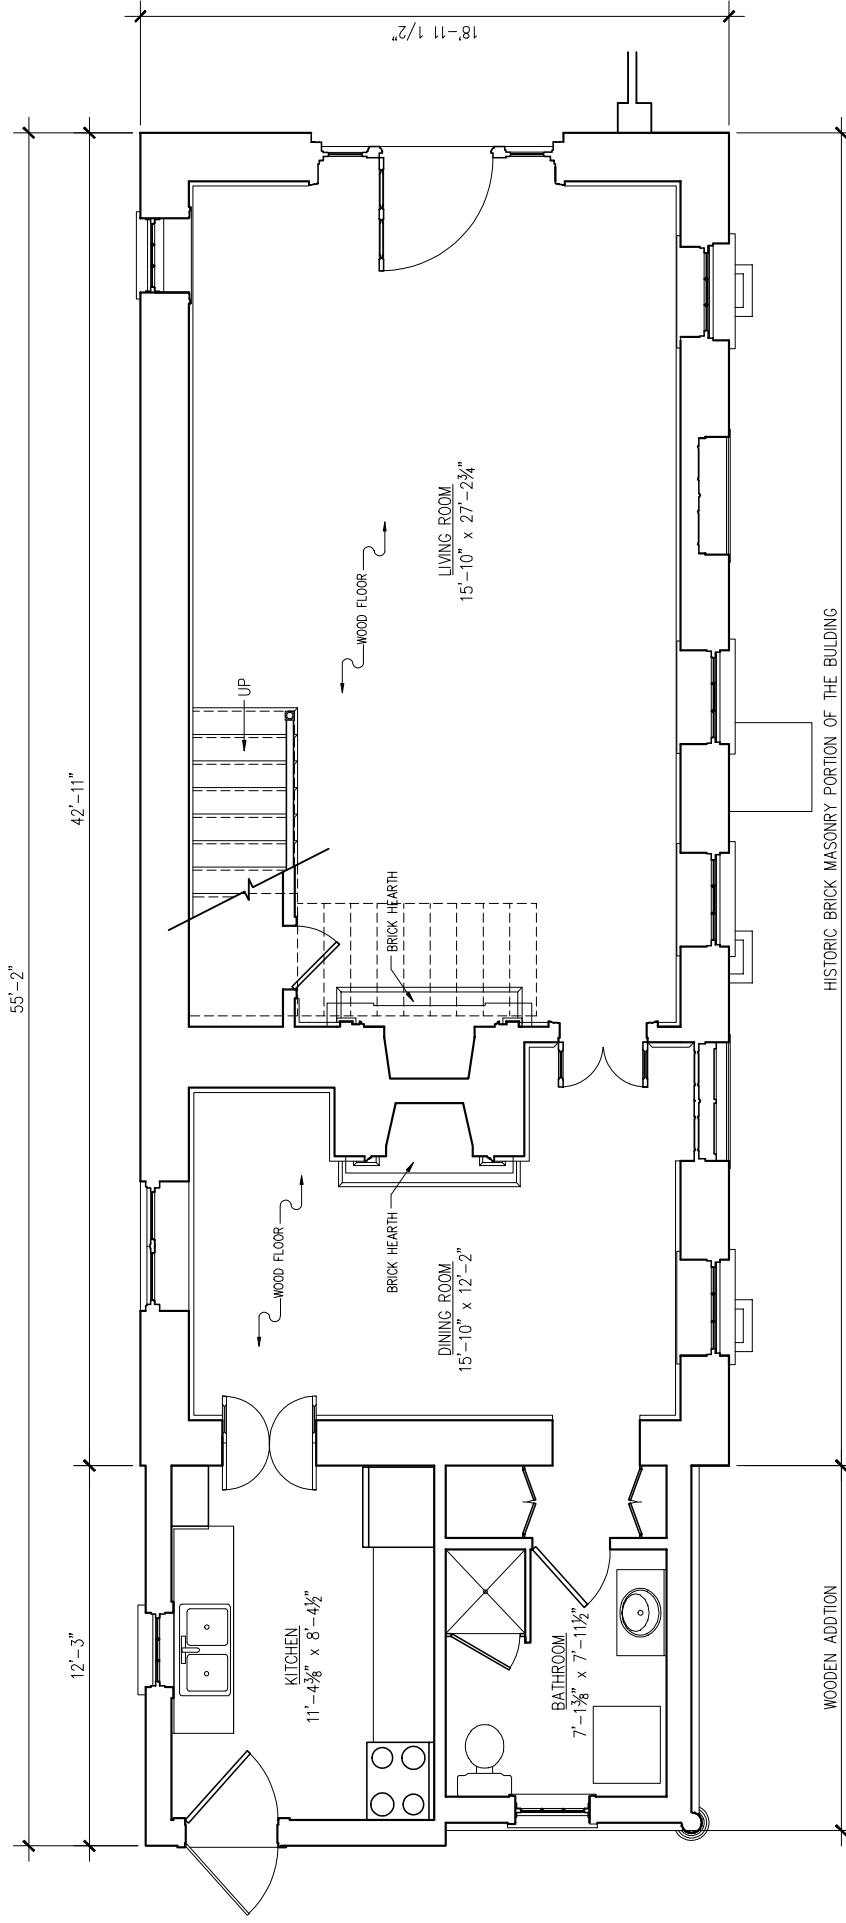 18'-11 1/2"
55'-2"
42'-11"
12'-3"
UP
WOOD FLOOR
LIVING ROOM
15'-10" x 27'-2¾"
BRICK HEARTH
BRICK HEARTH
WOOD FLOOR
DINING ROOM
15'-10" x 12'-2"
KITCHEN
11'-4⅜" x 8'-4½"
BATHROOM
7'-1⅜" x 7'-11½"
HISTORIC BRICK MASONRY PORTION OF THE BULDING
WOODEN ADDTION